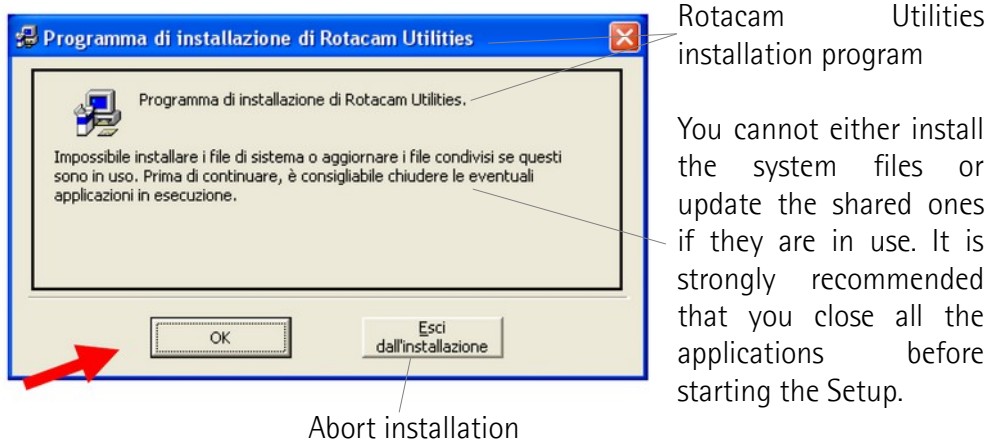 Programma di installazione di Rotacam Utilities
Programma di installazione di Rotacam Utilities.
Impossibile installare i file di sistema o aggiornare i file condivisi se questi
sono in uso. Prima di continuare, è consigliabile chiudere le eventuali
applicazioni in esecuzione.
OK
Esci
dall'installazione
Abort installation
Rotacam Utilities
installation program
You cannot either install
the system files or
update the shared ones
if they are in use. It is
strongly recommended
that you close all the
applications before
starting the Setup.